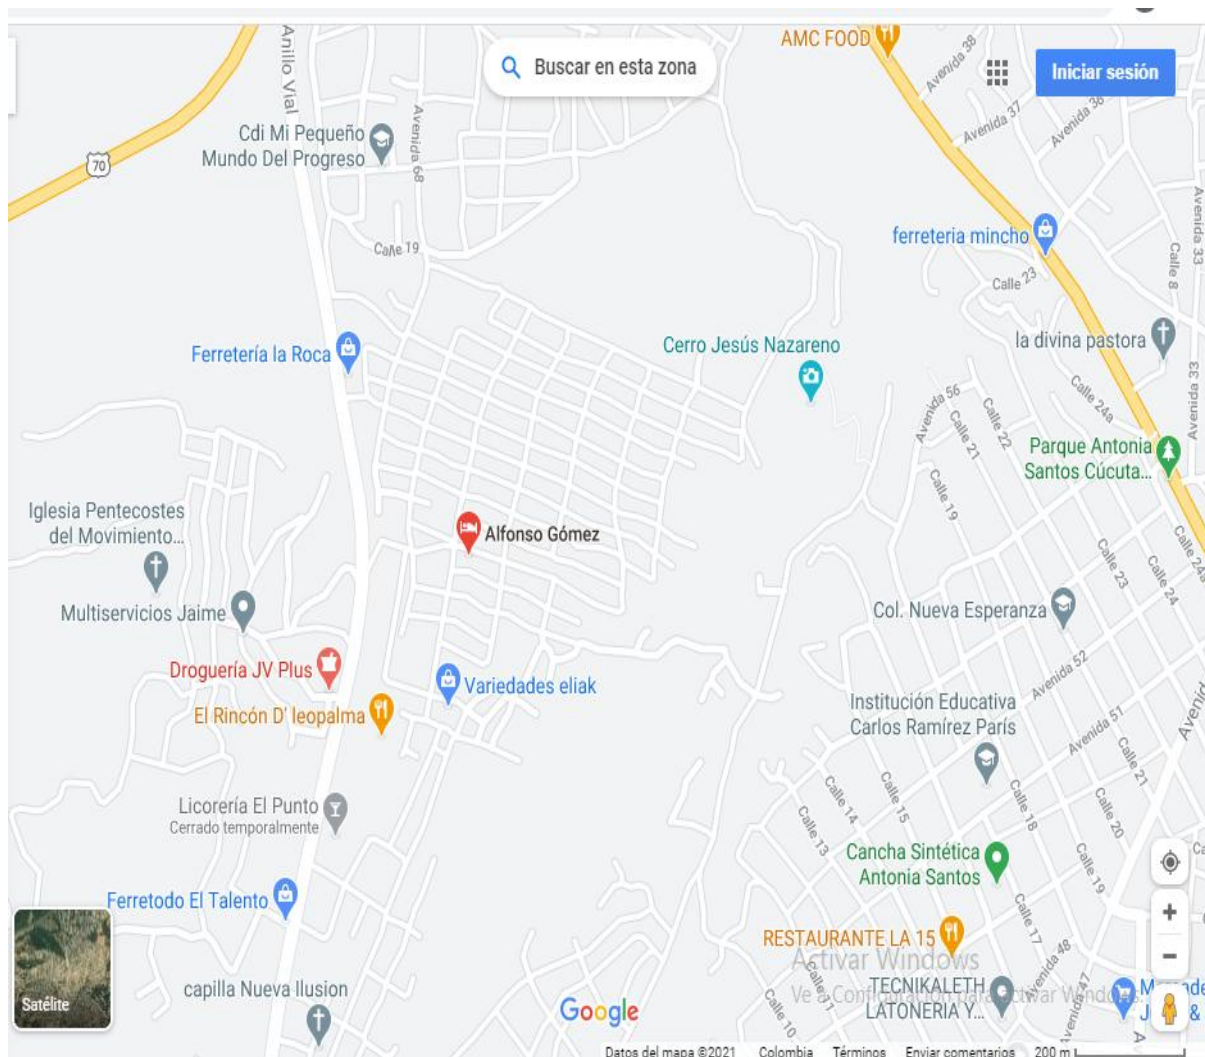 AMC FOOD
Avenida 38
Buscar en esta zona
Iniciar sesión
Anillo Vial
Avenida 68
Avenida 37
Cdi Mi Pequeño
Mundo Del Progreso
70
Calle 19
ferreteria mincho
Avenida 33
Calle 8
Calle 23
la divina pastora
Ferretería la Roca
Cerro Jesús Nazareno
Avenida 33
Calle 24a
Avenida 56
Calle 22
Calle 21
Parque Antonia
Santos Cúcuta...
Calle 19
Iglesia Pentecostes
del Movimiento...
Alfonso Gómez
Calle 23
Calle 24
Calle 24a
Multiservicios Jaime
Col. Nueva Esperanza
Droguería JV Plus
Avenida 52
Variedades eliak
El Rincón D' leopalma
Institución Educativa
Carlos Ramírez París
Avenida 51
Avenid
Calle 21
Licorería El Punto
Cerrado temporalmente
Calle 14
Calle 15
Calle 18
Calle 20
Calle 13
Cancha Sintética
Antonia Santos
Calle 19
Ferretodo El Talento
Calle 17
RESTAURANTE LA 15
Activar Windows
Avenida 48
Satélite
capilla Nueva Ilusion
Google
TECNIKALETH
LATONERIA Y...
Calle 11
Calle 10
Avenida 47
Datos del mapa ©2021
Colombia
Términos
Enviar comentarios
200 m